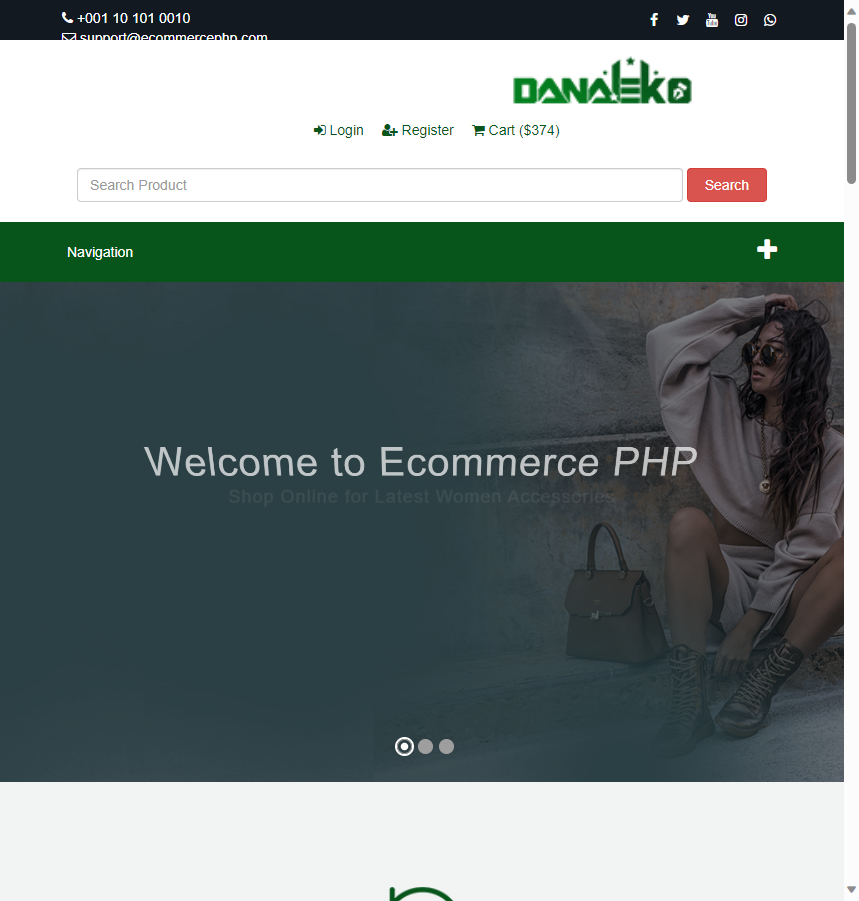 +001 10 101 0010
support@ecommercephp.com
DANALEKO
Login Register Cart ($374)
Search Product Search
Navigation
Welcome to Ecommerce PHP
Shop Online for Latest Women Accessories